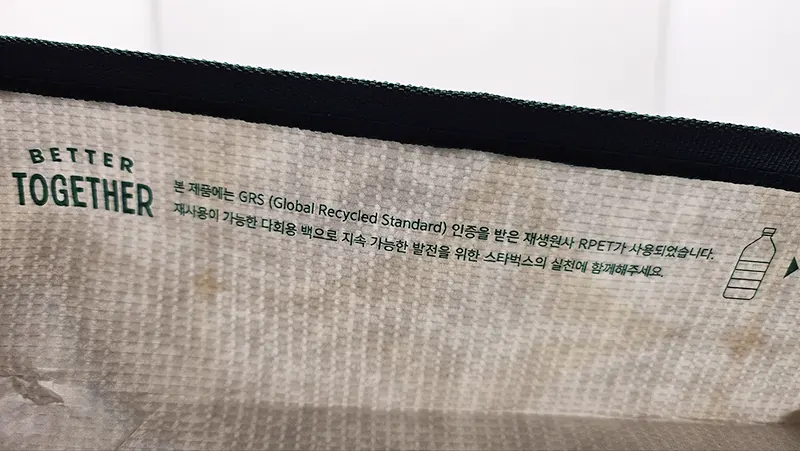 BETTER
TOGETHER
본 제품에는 GRS (Global Recycled Standard) 인증을 받은 재생원사 RPET가 사용되었습니다.
재사용이 가능한 다회용 백으로 지속 가능한 발전을 위한 스타벅스의 실천에 함께해주세요.